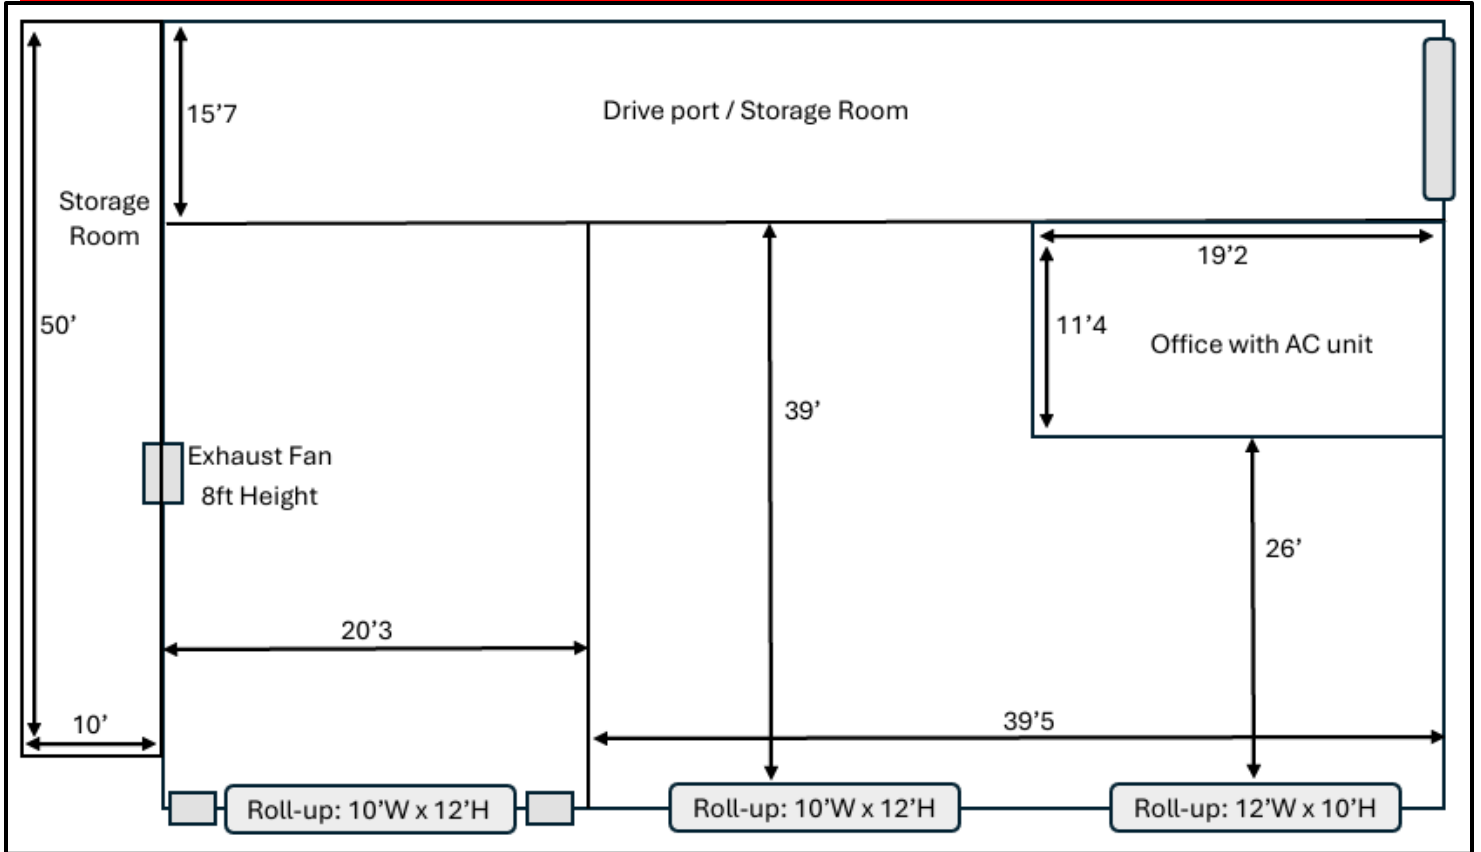 15’7
Drive port / Storage Room
Storage
Room
19’2
50’
11’4
Office with AC unit
39’
Exhaust Fan
8ft Height
26’
20’3
10’
39’5
Roll-up: 10’W x 12’H
Roll-up: 10’W x 12’H
Roll-up: 12’W x 10’H